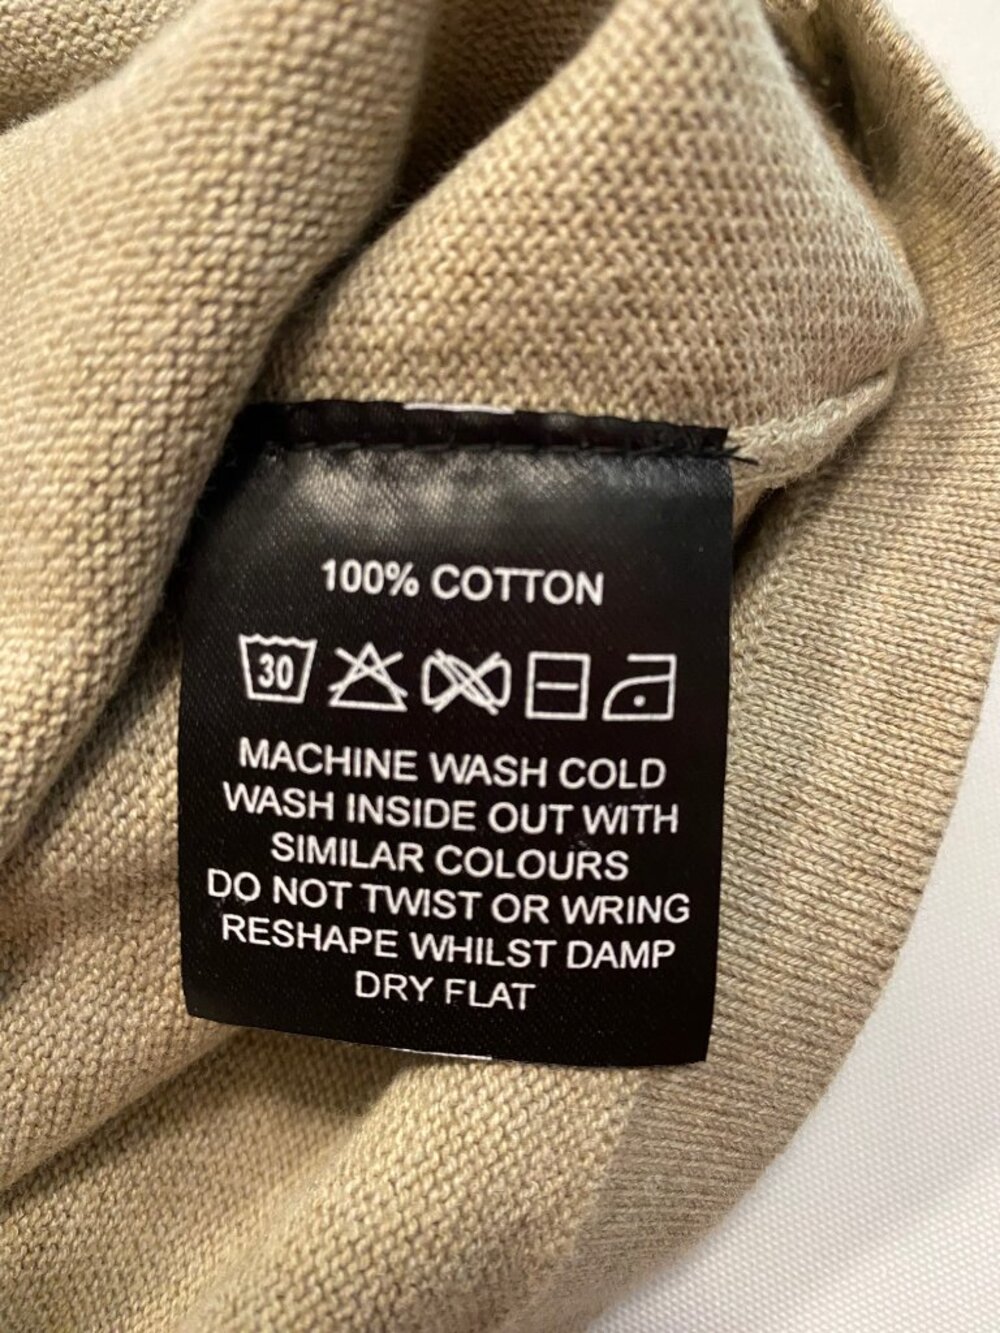 100% COTTON
30
MACHINE WASH COLD
WASH INSIDE OUT WITH
SIMILAR COLOURS
DO NOT TWIST OR WRING
RESHAPE WHILST DAMP
DRY FLAT